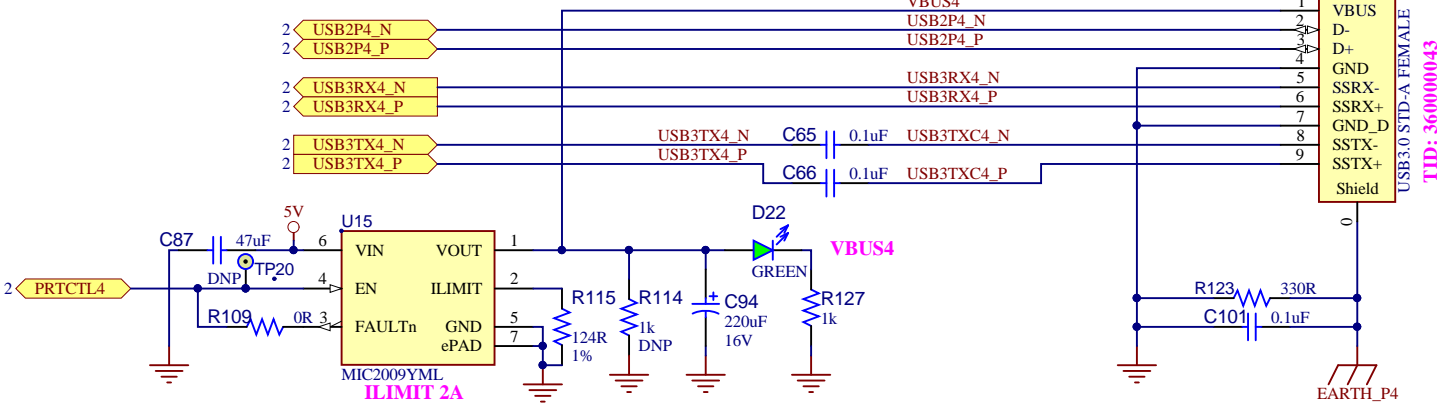 VBUS4
1 VBUS
2 USB2P4_N USB2P4_N 2 D-
2 USB2P4_P USB2P4_P 3 D+
4 GND
2 USB3RX4_N USB3RX4_N 5 SSRX-
2 USB3RX4_P USB3RX4_P 6 SSRX+
7 GND_D
2 USB3TX4_N USB3TX4_N C65 0.1uF USB3TXC4_N 8 SSTX-
2 USB3TX4_P USB3TX4_P 9 SSTX+
C66 0.1uF USB3TXC4_P
Shield
0
USB3.0 STD-A FEMALE
TID: 360000043
5V
U15
C87 47uF 6 VIN VOUT 1
D22
GREEN
VBUS4
DNP TP20
2 PRTCTL4 4 EN ILIMIT 2
R109 0R 3 FAULTn GND 5
ePAD 7
MIC2009YML
ILIMIT 2A
R115
124R
1%
R114
1k
DNP
C94
220uF
16V
R127
1k
R123 330R
C101 0.1uF
EARTH_P4